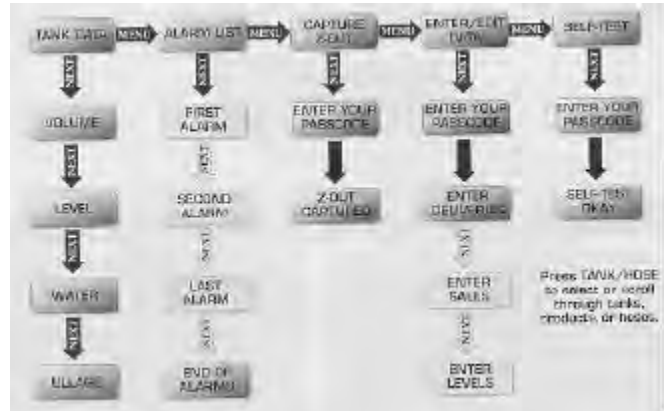 TANK DATA MENU ALARM LIST MENU CAPTURE MENU ENTER/EDIT MENU SELF-TEST
Z-OUT DATA
NEXT NEXT NEXT NEXT NEXT
VOLUME FIRST ENTER YOUR ENTER YOUR ENTER YOUR
ALARM PASSCODE PASSCODE PASSCODE
NEXT NEXT
LEVEL SECOND Z-OUT ENTER SELF-TEST
ALARM CAPTURED DELIVERIES OKAY
NEXT NEXT NEXT
WATER LAST ENTER
ALARM
Press TANK/HOSE
to select or scroll
through tanks,
products, or hoses.
NEXT NEXT NEXT
ULLAGE END OF ENTER
ALARMS LEVELS